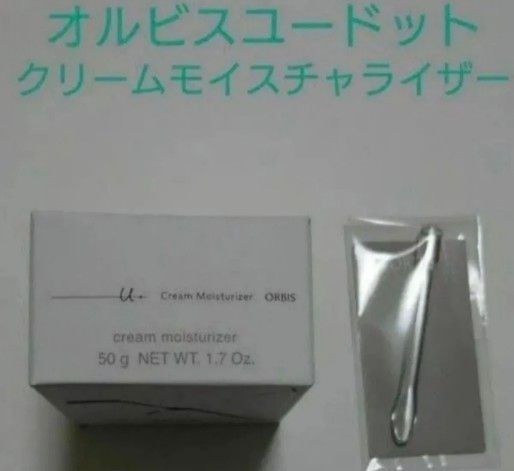 オルビスユードット
クリームモイスチャライザー
u. Cream Moisturizer ORBIS
cream moisturizer
50 g NET WT. 1.7 Oz.